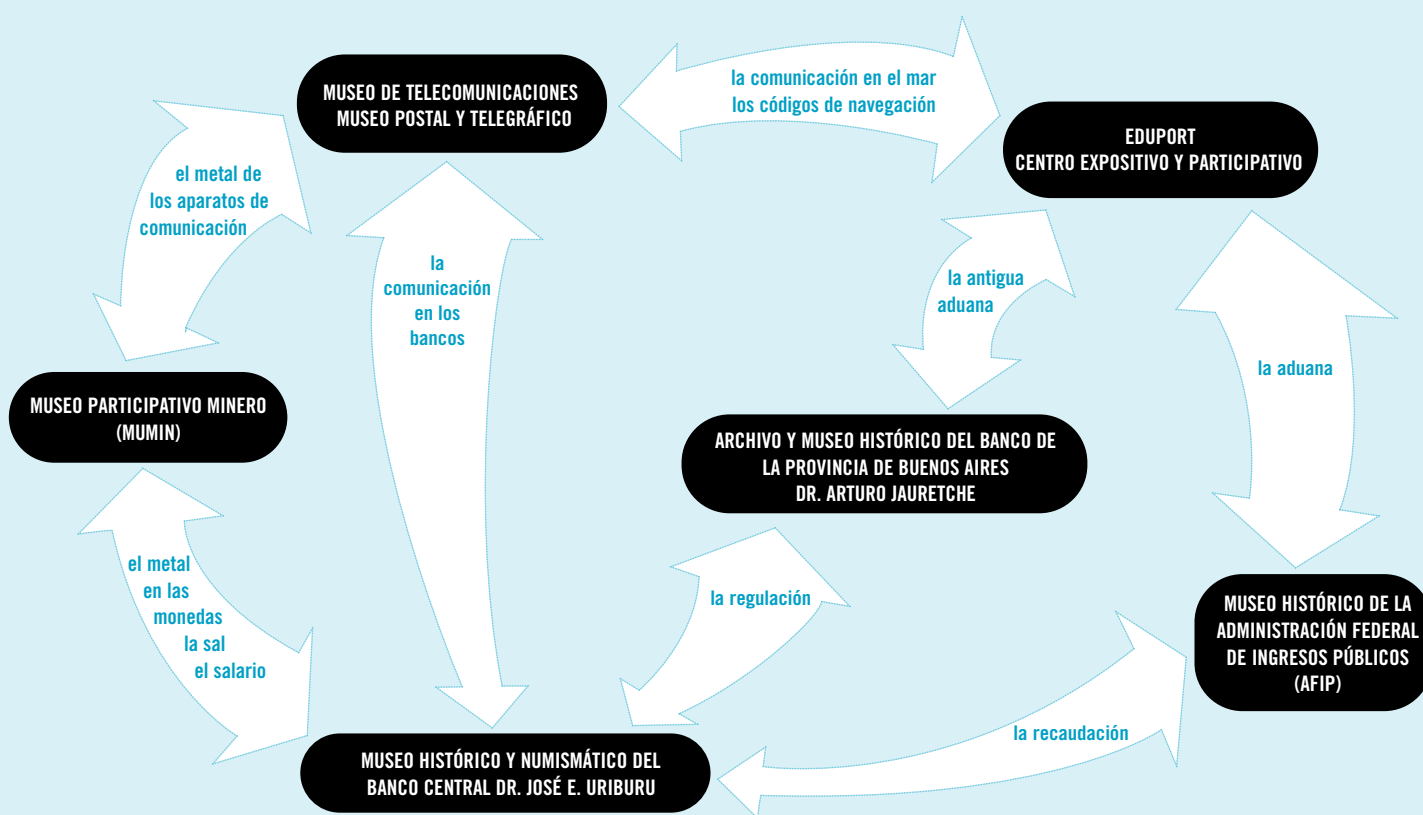 MUSEO DE TELECOMUNICACIONES
MUSEO POSTAL Y TELEGRÁFICO
la comunicación en el mar
los códigos de navegación
EDUPORT
CENTRO EXPOSITIVO Y PARTICIPATIVO
el metal de
los aparatos de
comunicación
la
comunicación
en los
bancos
la antigua
aduana
la aduana
MUSEO PARTICIPATIVO MINERO
(MUMIN)
ARCHIVO Y MUSEO HISTÓRICO DEL BANCO DE
LA PROVINCIA DE BUENOS AIRES
DR. ARTURO JAURETCHE
el metal
en las
monedas
la sal
el salario
la regulación
MUSEO HISTÓRICO DE LA
ADMINISTRACIÓN FEDERAL
DE INGRESOS PÚBLICOS
(AFIP)
la recaudación
MUSEO HISTÓRICO Y NUMISMÁTICO DEL
BANCO CENTRAL DR. JOSÉ E. URIBURU